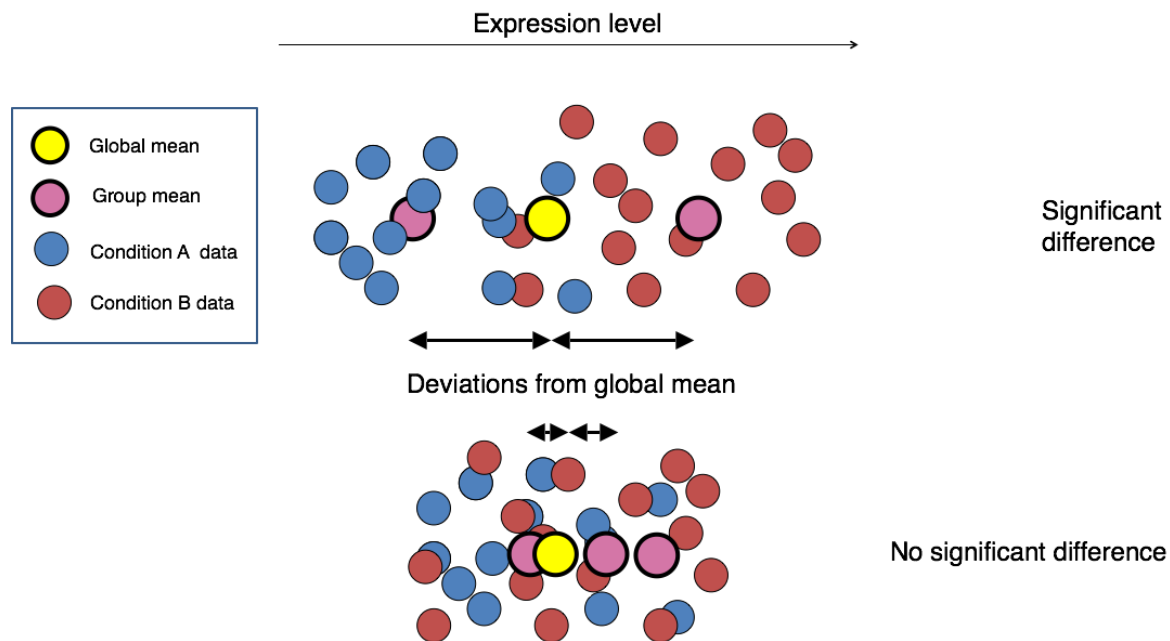 Expression level
Global mean
Group mean
Condition A data
Condition B data
Significant
difference
Deviations from global mean
No significant difference